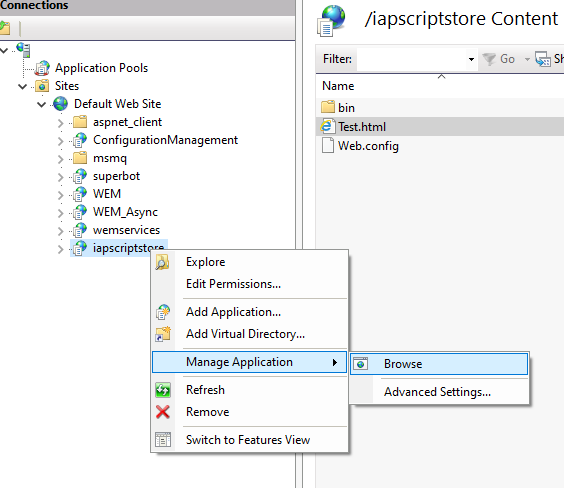 Connections
/iapscriptstore Content
Filter:
Go
Sh
Application Pools
Sites
Default Web Site
aspnet_client
ConfigurationManagement
msmq
superbot
WEM
WEM_Async
wemservices
iapscriptstore
Name
bin
Test.html
Web.config
Explore
Edit Permissions...
Add Application...
Add Virtual Directory...
Manage Application
Refresh
Remove
Switch to Features View
Browse
Advanced Settings...